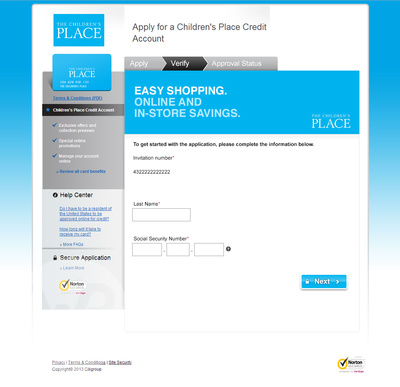 THE CHILDREN'S
PLACE
Apply for a Children's Place Credit
Account
Apply
Verify
Approval Status
THE CHILDREN'S
PLACE
Terms & Conditions (PDF)
Children's Place Credit Account
Exclusive offers and
collective presents
Special online
promotions
Manage your account
online
» Review all card benefits
Help Center
Do I have to be a resident of
the United States to be
approved online for credit?
How long will it take to
receive my card?
» More FAQs
Secure Application
» Learn More
Norton
EASY SHOPPING.
ONLINE AND
IN-STORE SAVINGS.
THE CHILDREN'S
PLACE
To get started with the application, please complete the information below.
Invitation number*
4322222222222
Last Name*
Social Security Number*
- -
Next
Privacy | Terms & Conditions | Site Security
Copyright© 2013 Citigroup
Norton